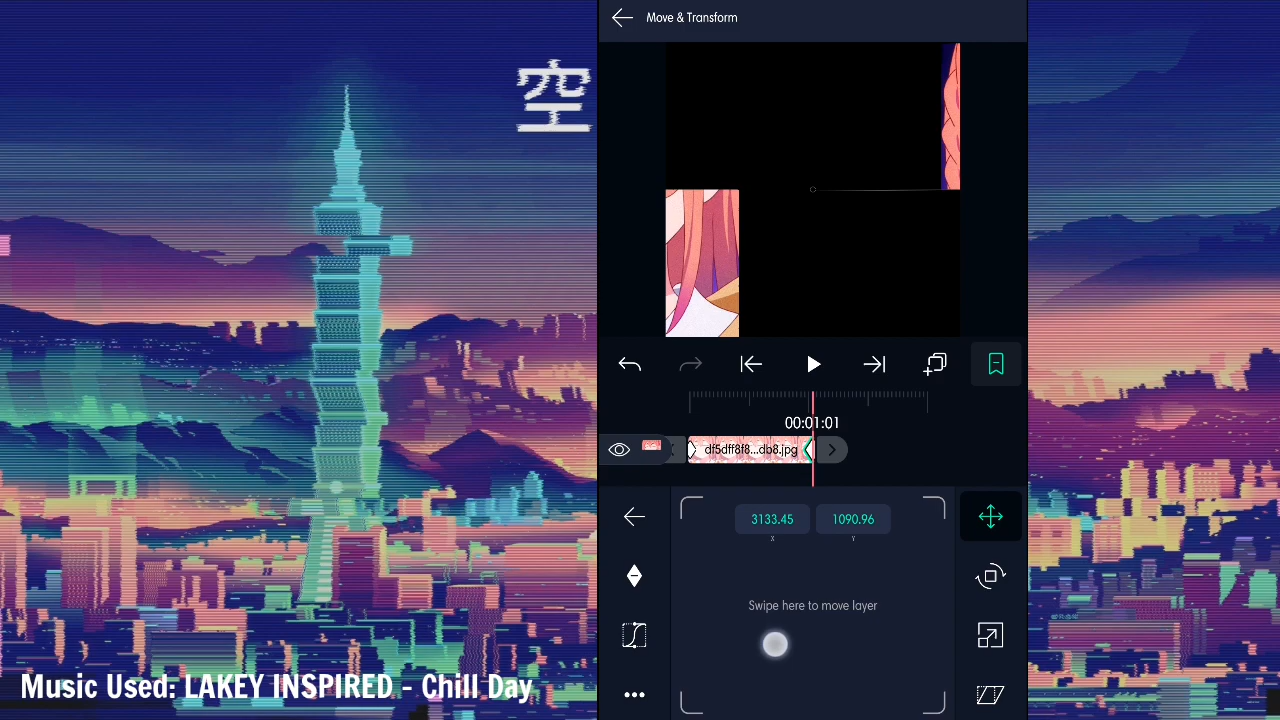 Move & Transform
空
00:01:01
df5dff8f8...db8.jpg
3133.45
1090.96
X
Y
Swipe here to move layer
Music Used: LAKEY INSPIRED - Chill Day